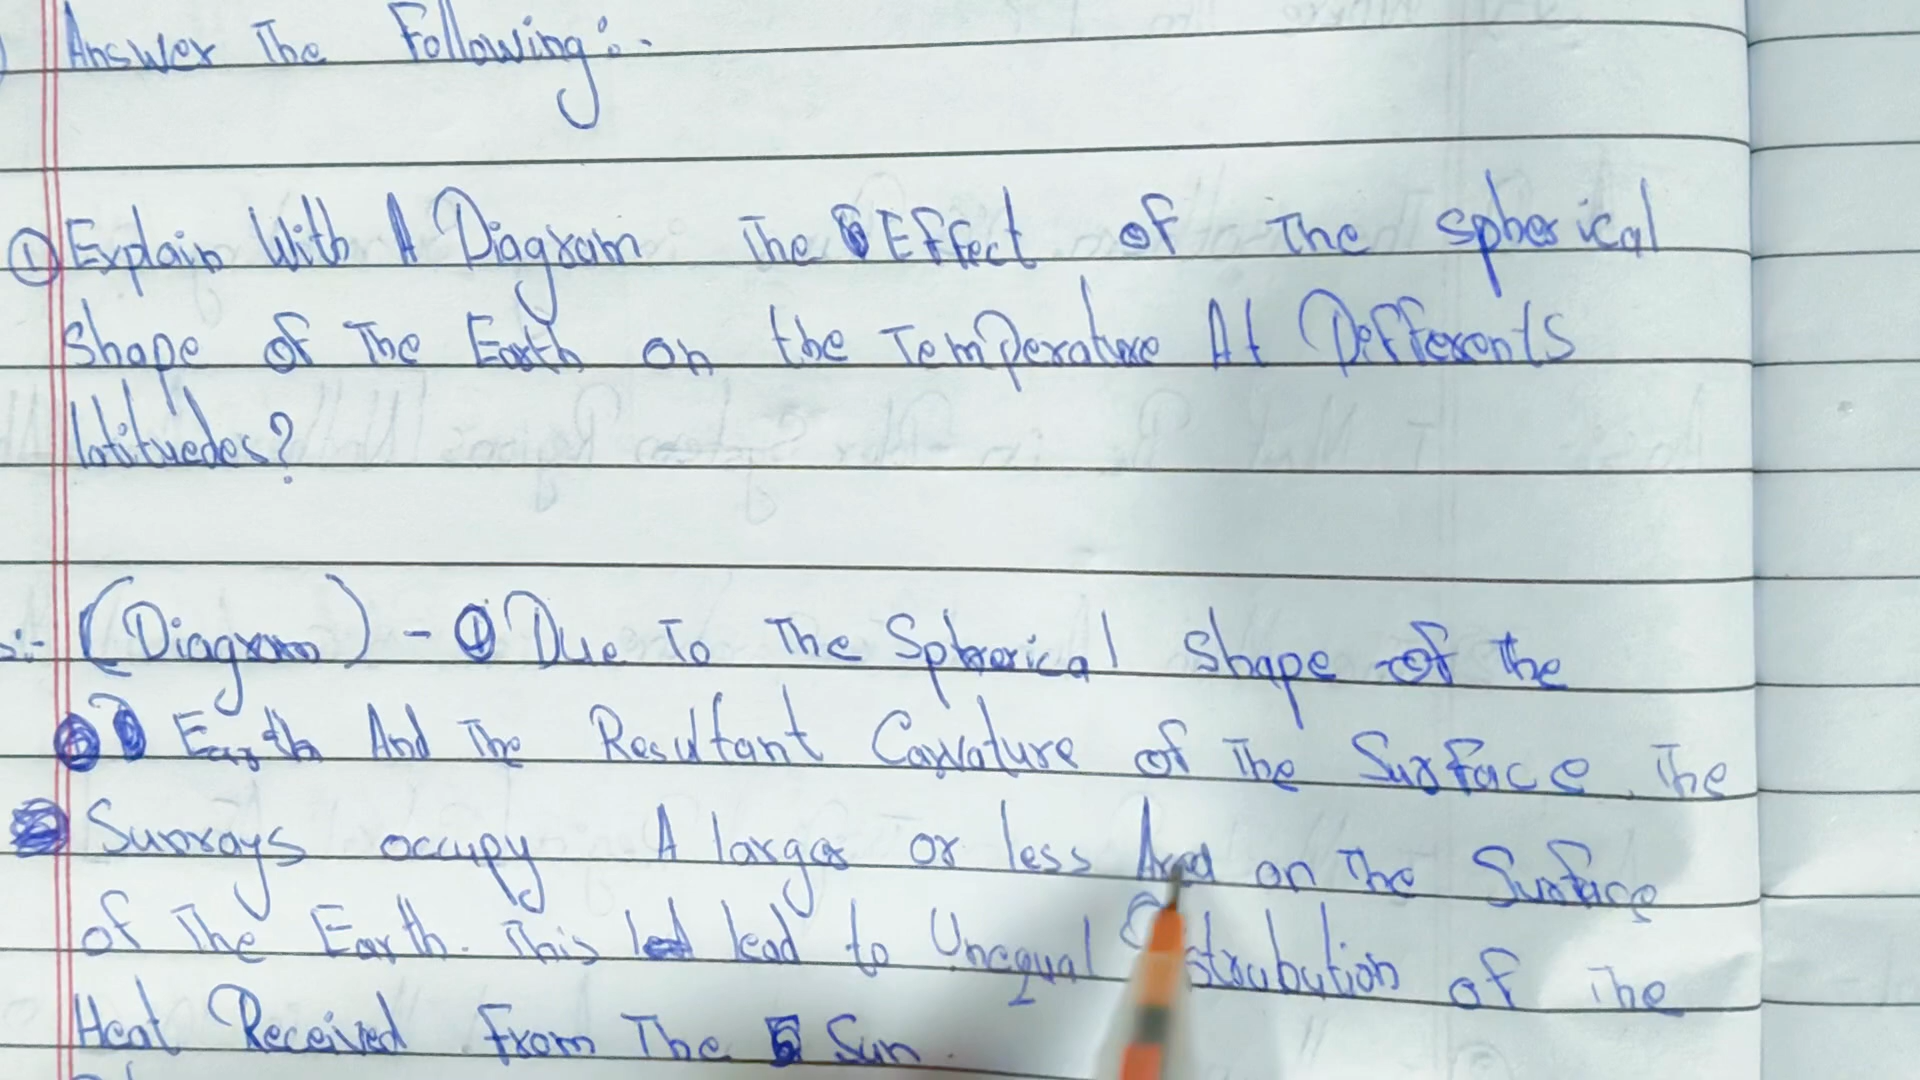 Answer The Following:-
① Explain With A Diagram The Effect of The Spherical
Shape of The Earth on the Temperature At Differents
latituedes?
:- (Diagram) - ① Due To The Spherical Shape of the
Earth And The Resultant Curvature of The Surface, The
Sunrays occupy A larger or less Area on The Surface
of The Earth. This lead to Unequal of The
Heat Received From The Sun.